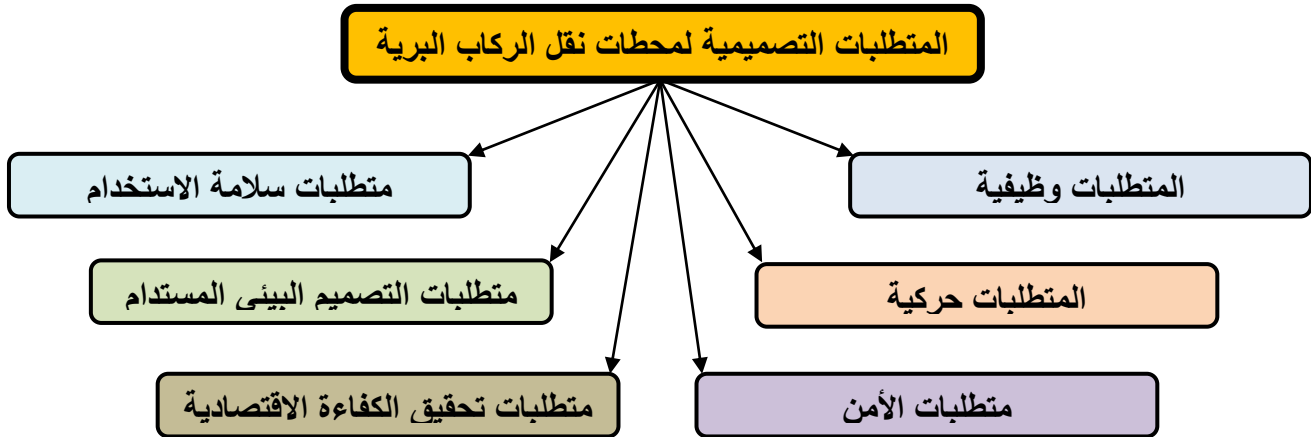 المتطلبات التصميمية لمحطات نقل الركاب البرية
المتطلبات وظيفية
متطلبات سلامة الاستخدام
المتطلبات حركية
متطلبات التصميم البيئي المستدام
متطلبات الأمن
متطلبات تحقيق الكفاءة الاقتصادية